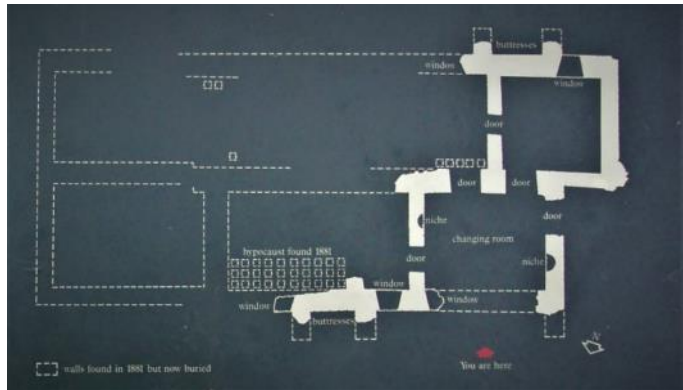 buttresses
window
window
door
door
door
niche
door
changing room
hypocaust found 1881
door
niche
window
window
window
buttresses
You are here
walls found in 1881 but now buried